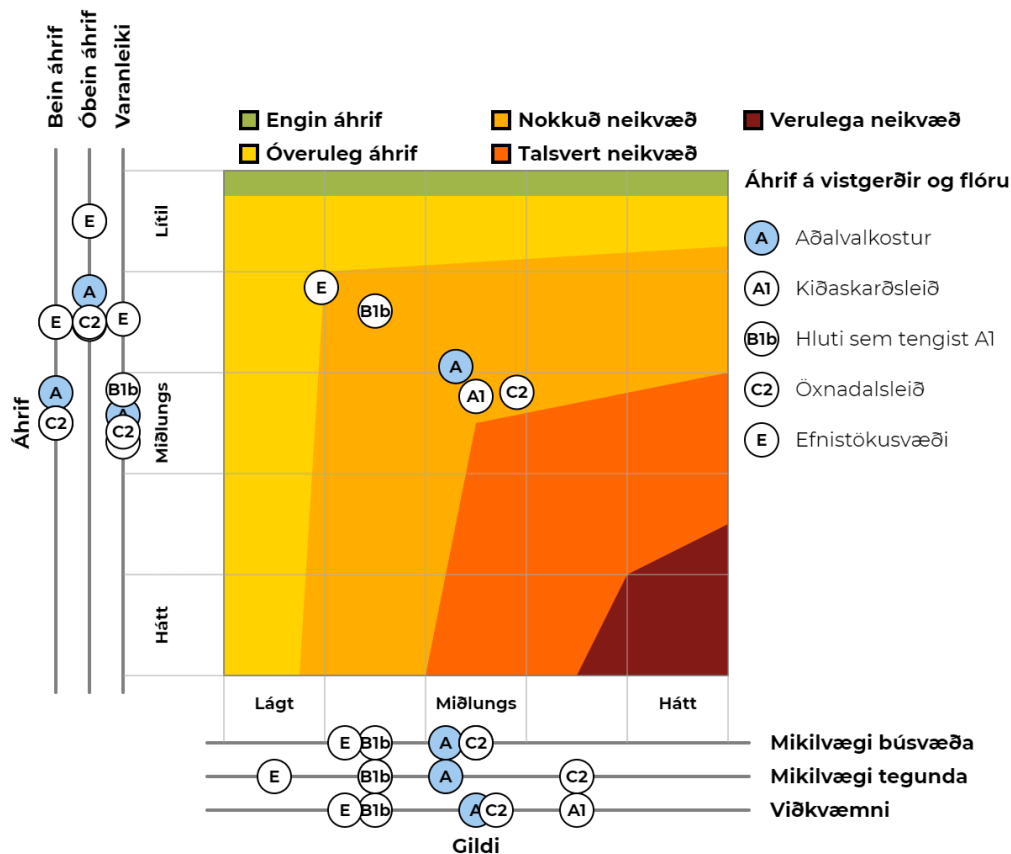 Bein áhrif
Óbein áhrif
Varanleiki
Engin áhrif
Nokkuð neikvæð
Verulega neikvæð
Óveruleg áhrif
Talsvert neikvæð
Áhrif á vistgerðir og flóru
A Aðalvalkostur
A1 Kiðaskarðsleið
B1b Hluti sem tengist A1
C2 Öxnadalsleið
E Efnistökusvæði
Áhrif
Lítil
Miðlungs
Hátt
E
A
E C2 E
A B1b
A
C2 C2
E
B1b
A
A1 C2
Lágt Miðlungs Hátt
E B1b A C2 Mikilvægi búsvæða
E B1b A C2 Mikilvægi tegunda
E B1b A C2 A1 Viðkvæmni
Gildi